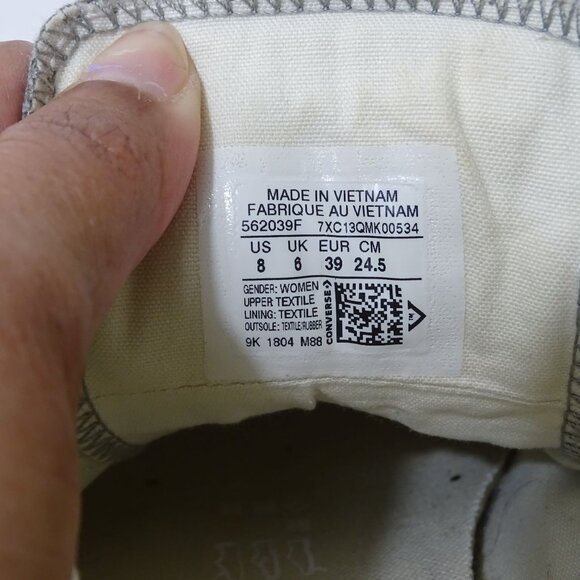 MADE IN VIETNAM
FABRIQUE AU VIETNAM
562039F 7XC13QMK00534
US UK EUR CM
8 6 39 24.5
GENDER: WOMEN
UPPER TEXTILE
LINING: TEXTILE
OUTSOLE: TEXTILE/RUBBER
9K 1804 M88
CONVERSE
TM